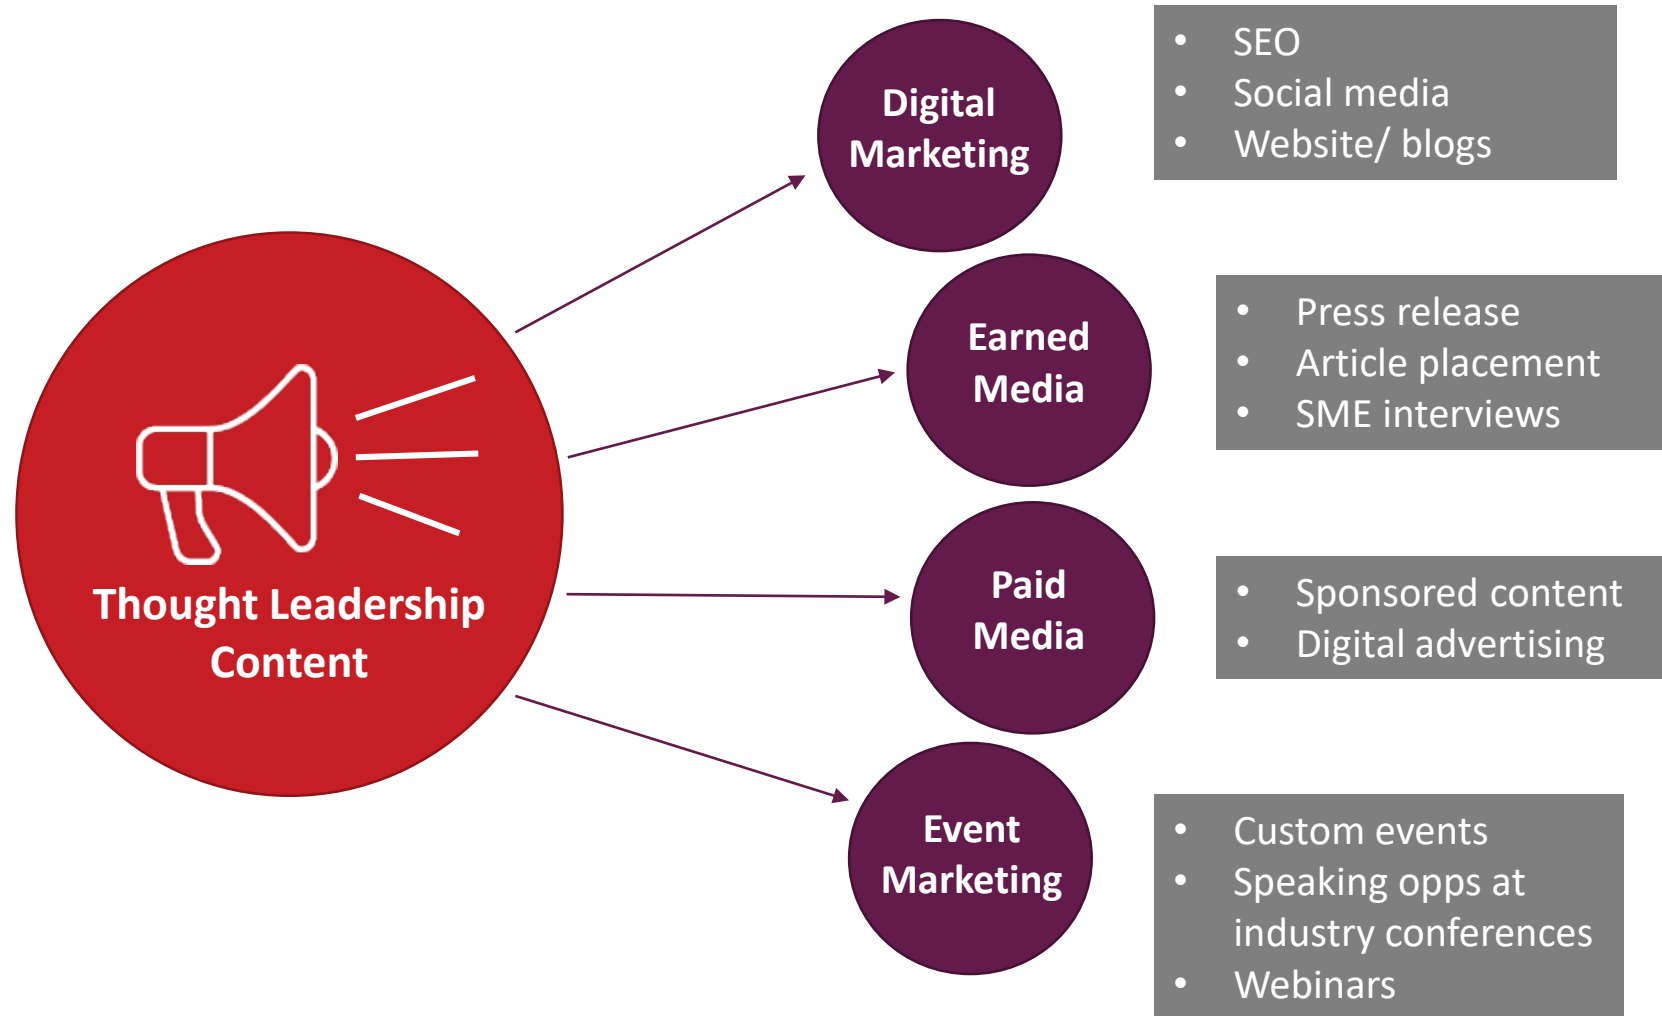 Thought Leadership
Content
Digital
Marketing
• SEO
• Social media
• Website/ blogs
Earned
Media
• Press release
• Article placement
• SME interviews
Paid
Media
• Sponsored content
• Digital advertising
Event
Marketing
• Custom events
• Speaking opps at
industry conferences
• Webinars